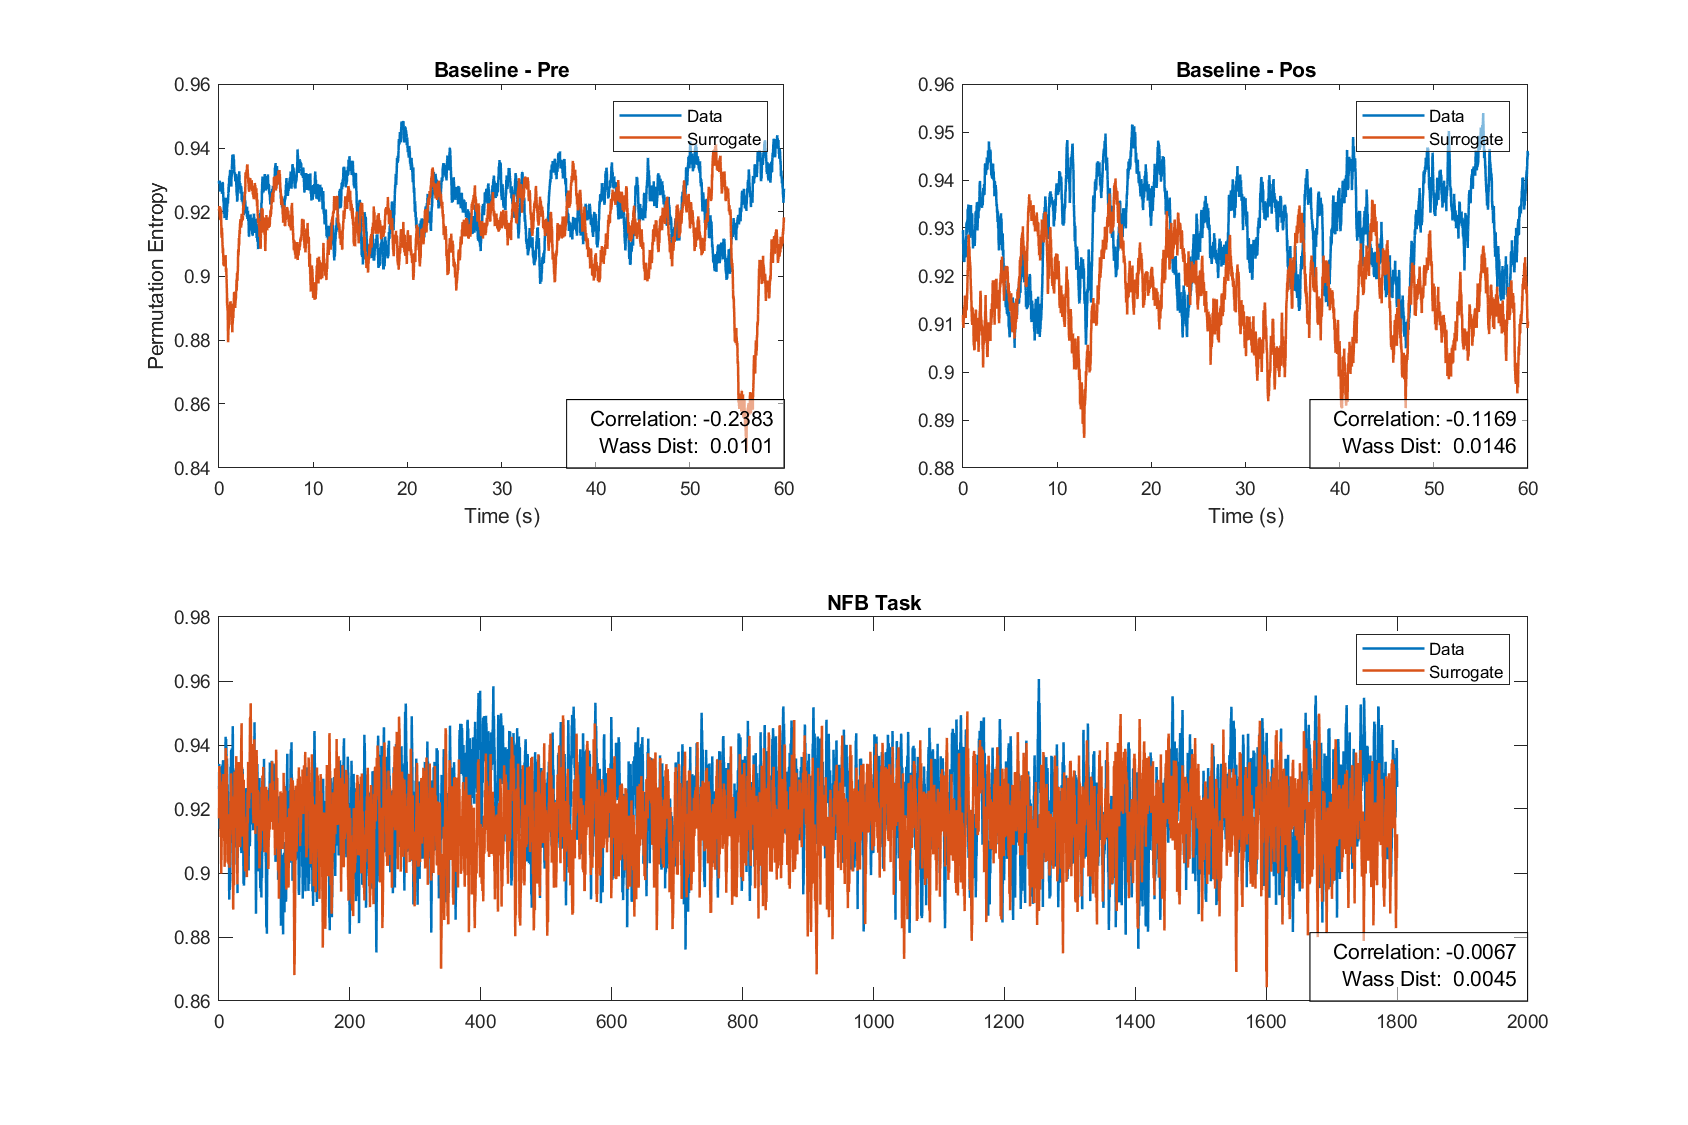 Baseline - Pre
Data
Surrogate
Permutation Entropy
0.96
0.94
0.92
0.9
0.88
0.86
0.84
Correlation: -0.2383
Wass Dist: 0.0101
0 10 20 30 40 50 60
Time (s)
Baseline - Pos
Data
Surrogate
0.96
0.95
0.94
0.93
0.92
0.91
0.9
0.89
0.88
Correlation: -0.1169
Wass Dist: 0.0146
0 10 20 30 40 50 60
Time (s)
NFB Task
Data
Surrogate
0.98
0.96
0.94
0.92
0.9
0.88
0.86
Correlation: -0.0067
Wass Dist: 0.0045
0 200 400 600 800 1000 1200 1400 1600 1800 2000